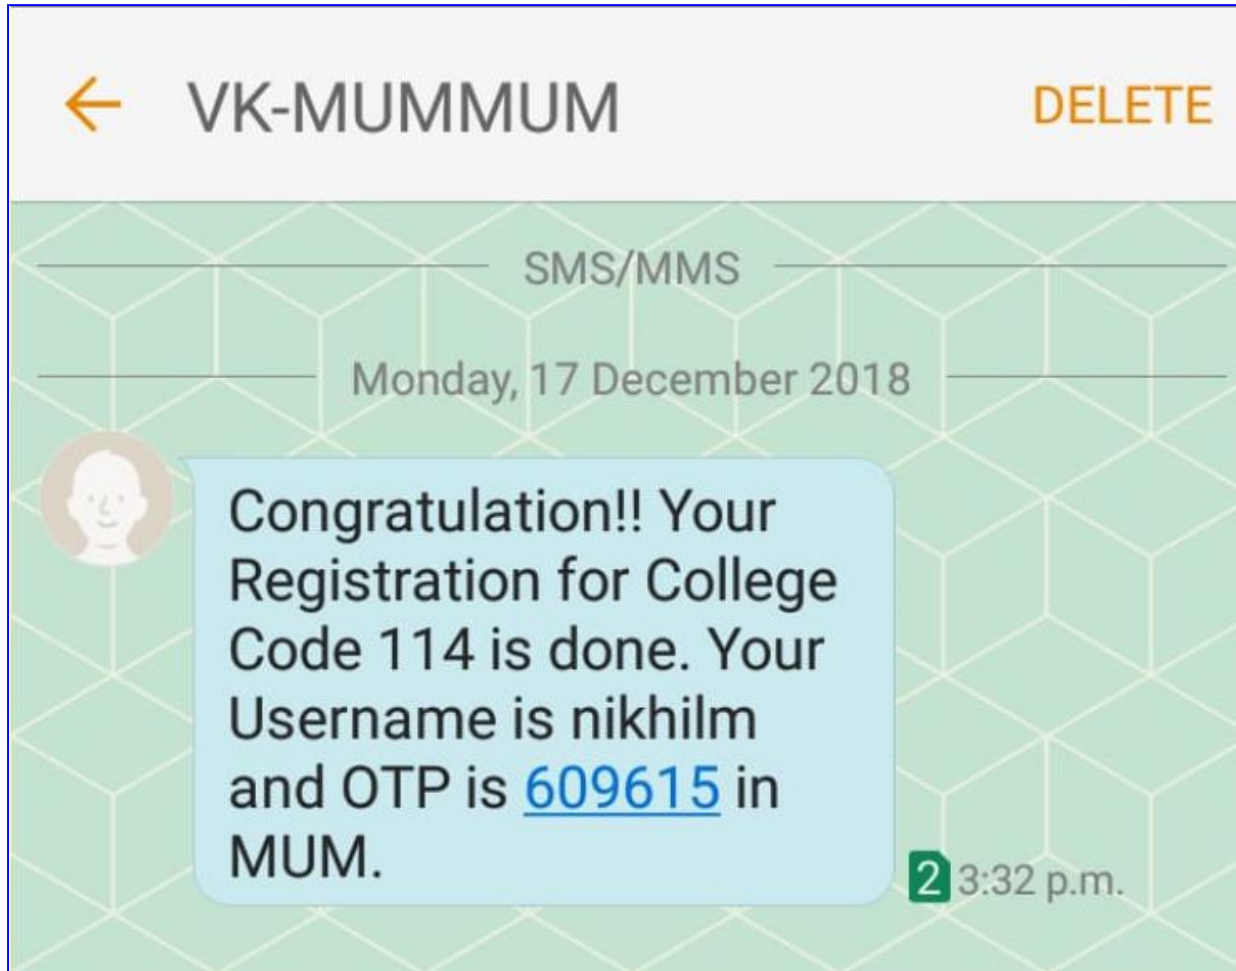 VK-MUMMUM
DELETE
SMS/MMS
Monday, 17 December 2018
Congratulation!! Your
Registration for College
Code 114 is done. Your
Username is nikhilm
and OTP is 609615 in
MUM.
2 3:32 p.m.